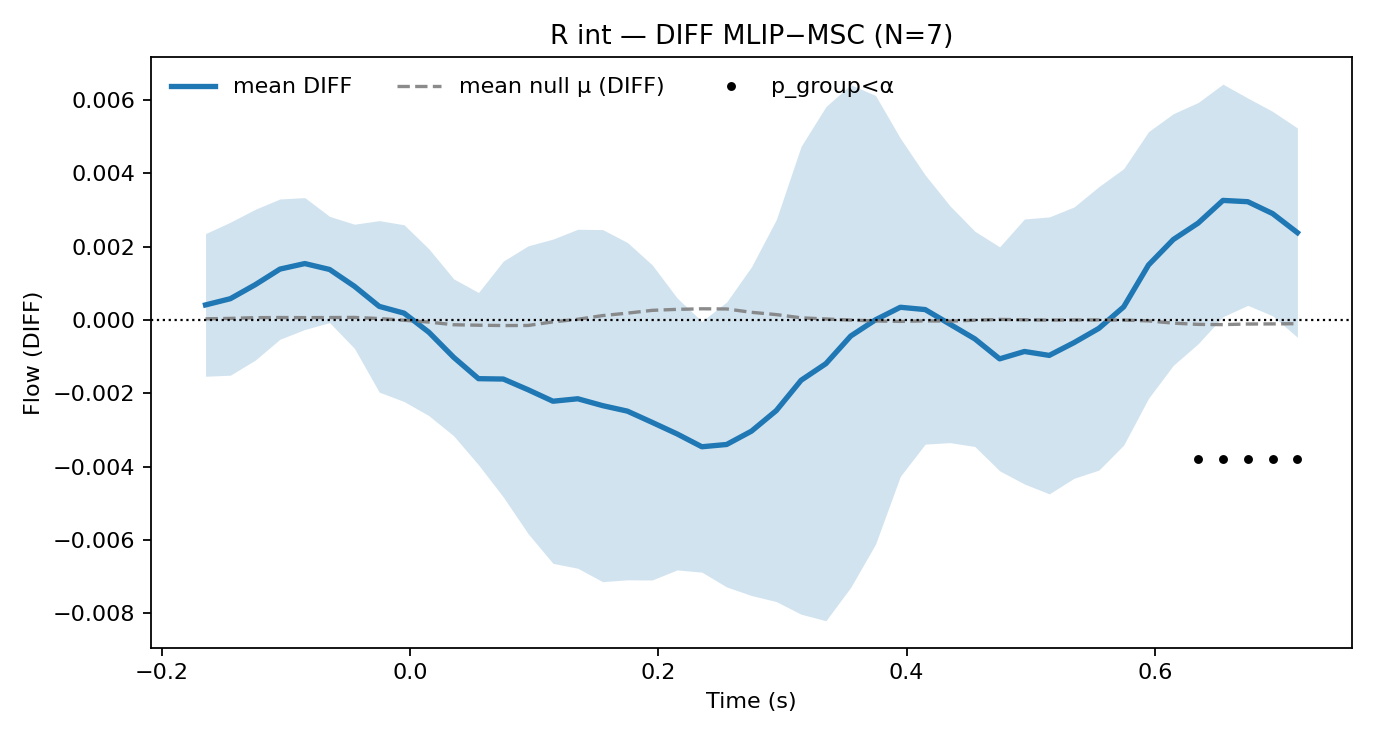 R int — DIFF MLIP−MSC (N=7)
mean DIFF
mean null μ (DIFF)
p_group<α
0.006
0.004
0.002
0.000
−0.002
−0.004
−0.006
−0.008
Flow (DIFF)
−0.2
0.0
0.2
0.4
0.6
Time (s)